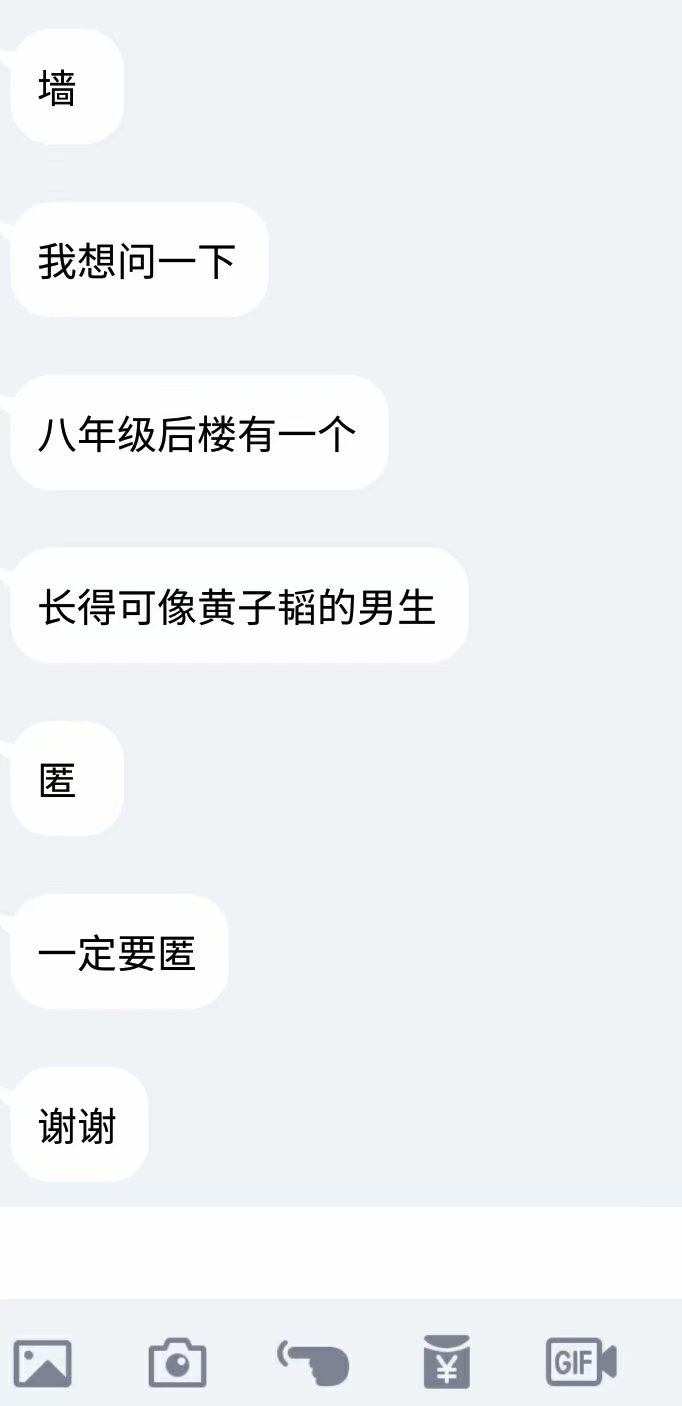 墙
我想问一下
八年级后楼有一个
长得可像黄子韬的男生
匿
一定要匿
谢谢
GIF